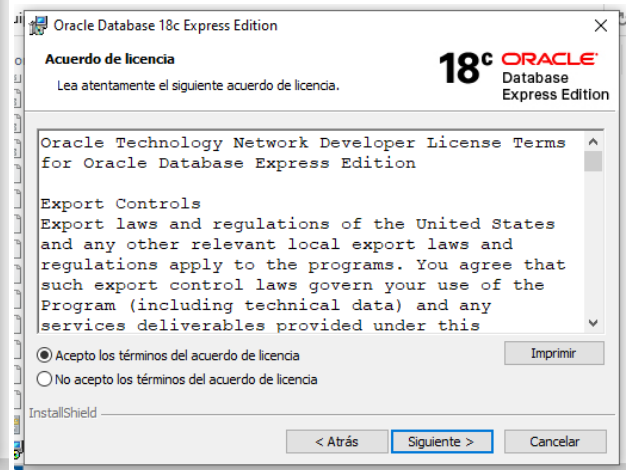 Oracle Database 18c Express Edition
Acuerdo de licencia
Lea atentamente el siguiente acuerdo de licencia.
18c ORACLE
Database
Express Edition
Oracle Technology Network Developer License Terms
for Oracle Database Express Edition
Export Controls
Export laws and regulations of the United States
and any other relevant local export laws and
regulations apply to the programs. You agree that
such export control laws govern your use of the
Program (including technical data) and any
services deliverables provided under this
Acepto los términos del acuerdo de licencia
Imprimir
No acepto los términos del acuerdo de licencia
InstallShield
< Atrás
Siguiente >
Cancelar